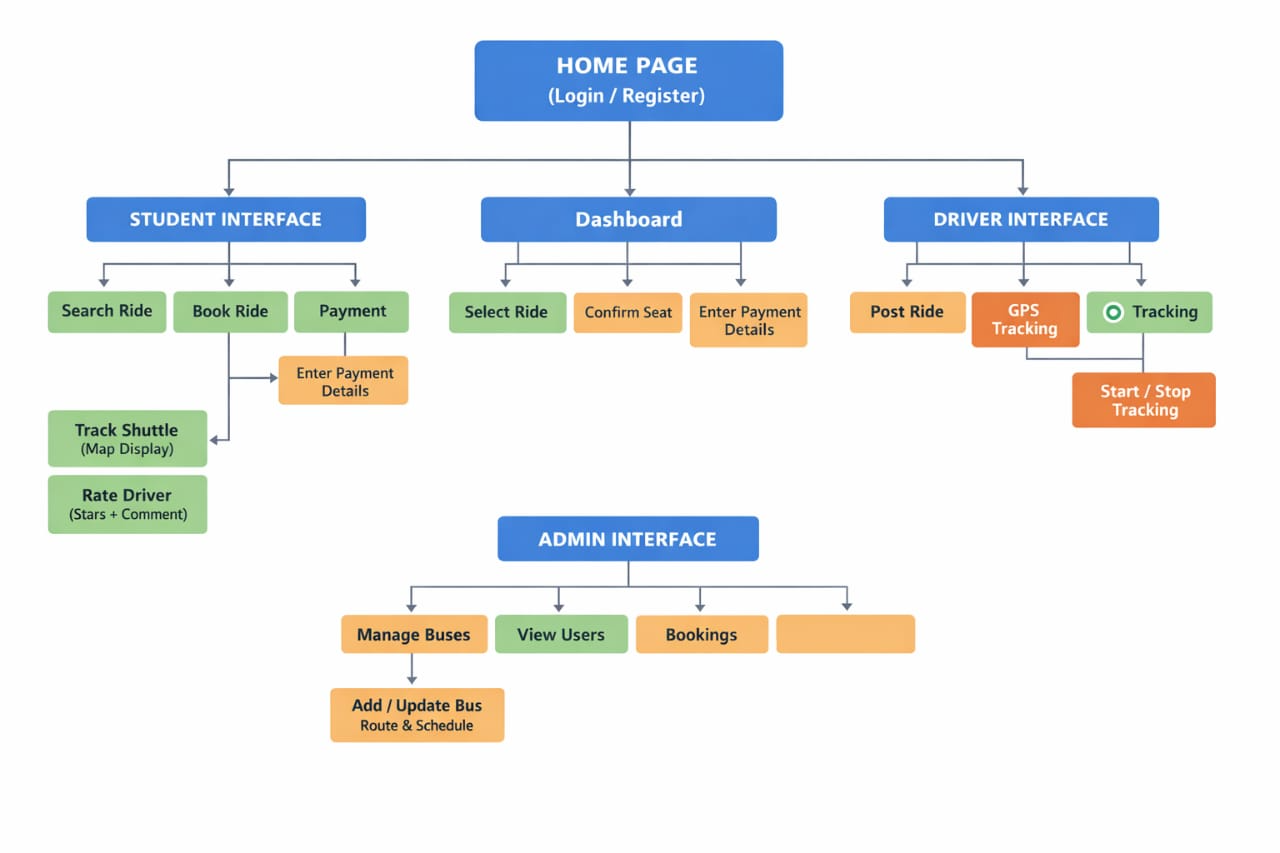 HOME PAGE
(Login / Register)
STUDENT INTERFACE
Dashboard
DRIVER INTERFACE
Search Ride
Book Ride
Payment
Select Ride
Confirm Seat
Enter Payment
Details
Post Ride
GPS
Tracking
Tracking
Enter Payment
Details
Start / Stop
Tracking
Track Shuttle
(Map Display)
Rate Driver
(Stars + Comment)
ADMIN INTERFACE
Manage Buses
View Users
Bookings
Add / Update Bus
Route & Schedule